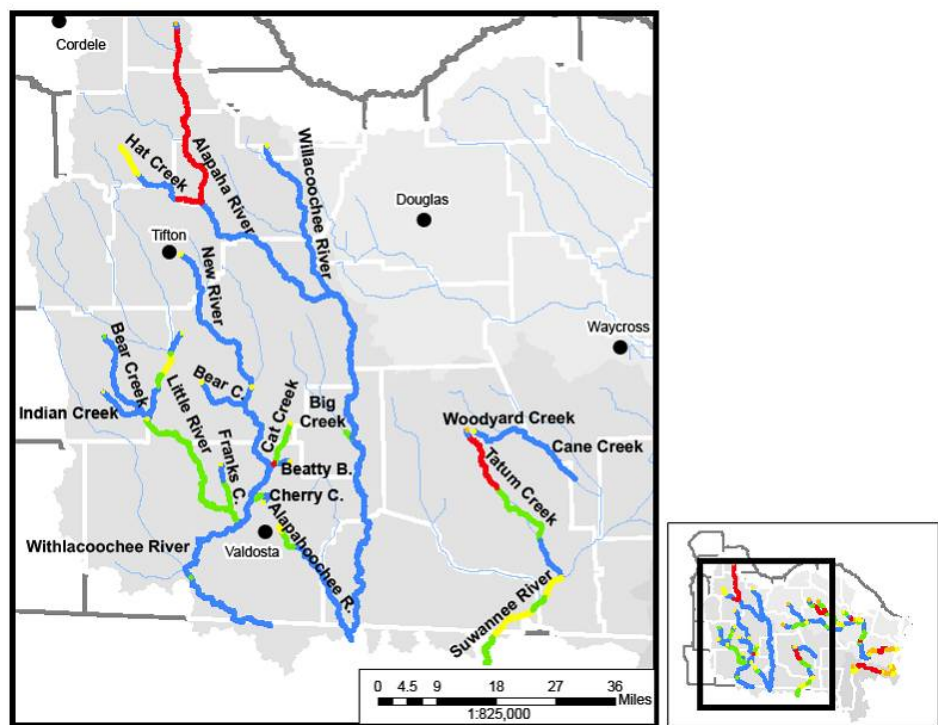 Cordele
Hat Creek
Alapaha River
Willacoochee River
Douglas
Tifton
New River
Waycross
Bear Creek
Little River
Bear C.
Cat Creek
Big
Creek
Indian Creek
Franks C.
Woodyard Creek
Cane Creek
Beatty B.
Tatum Creek
Cherry C.
Alapahoochee R.
Withlacoochee River
Valdosta
Suwannee River
0 4.5 9 18 27 36
Miles
1:825,000